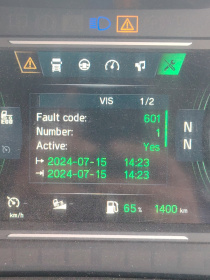 VIS 1/2
Fault code: 601
Number: 1
Active: Yes
2024-07-15 14:23
2024-07-15 14:23
N
N
km/h
65% 1400 km